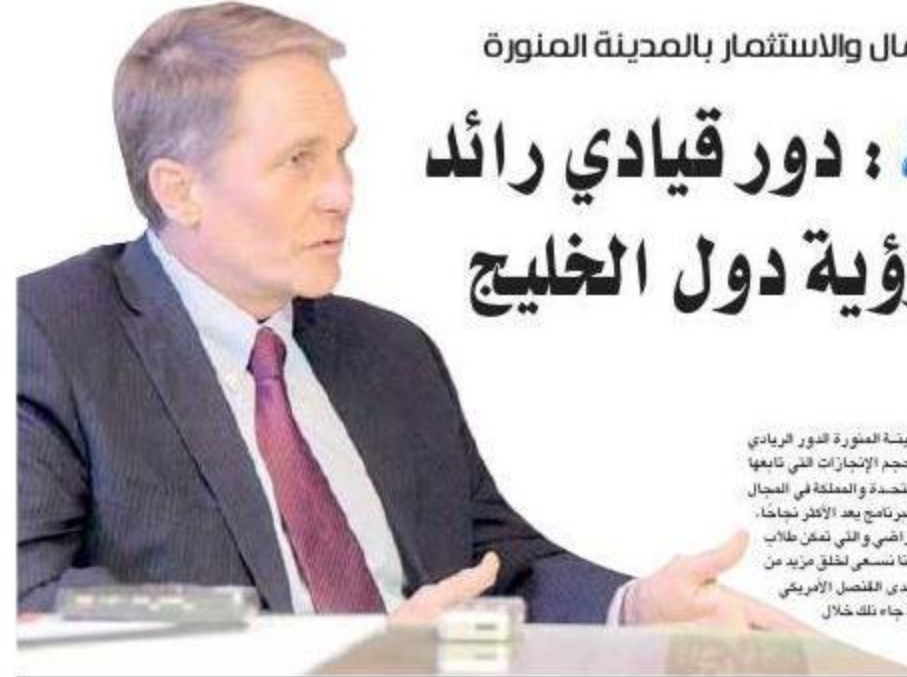 ال والاستثمار بالمدينة المنورة
: دور قيادي رائد
ؤية دول الخليج
ينة المنورة الدور الريادي
حجم الإنجازات التي تابعها
تحدة والمملكة في المجال
برنامج يعد الأكثر نجاحا،
راضي والتي تمكن طلاب
نا نسعى لخلق مزيد من
دى القنصل الأمريكي
جاء ذلك خلال